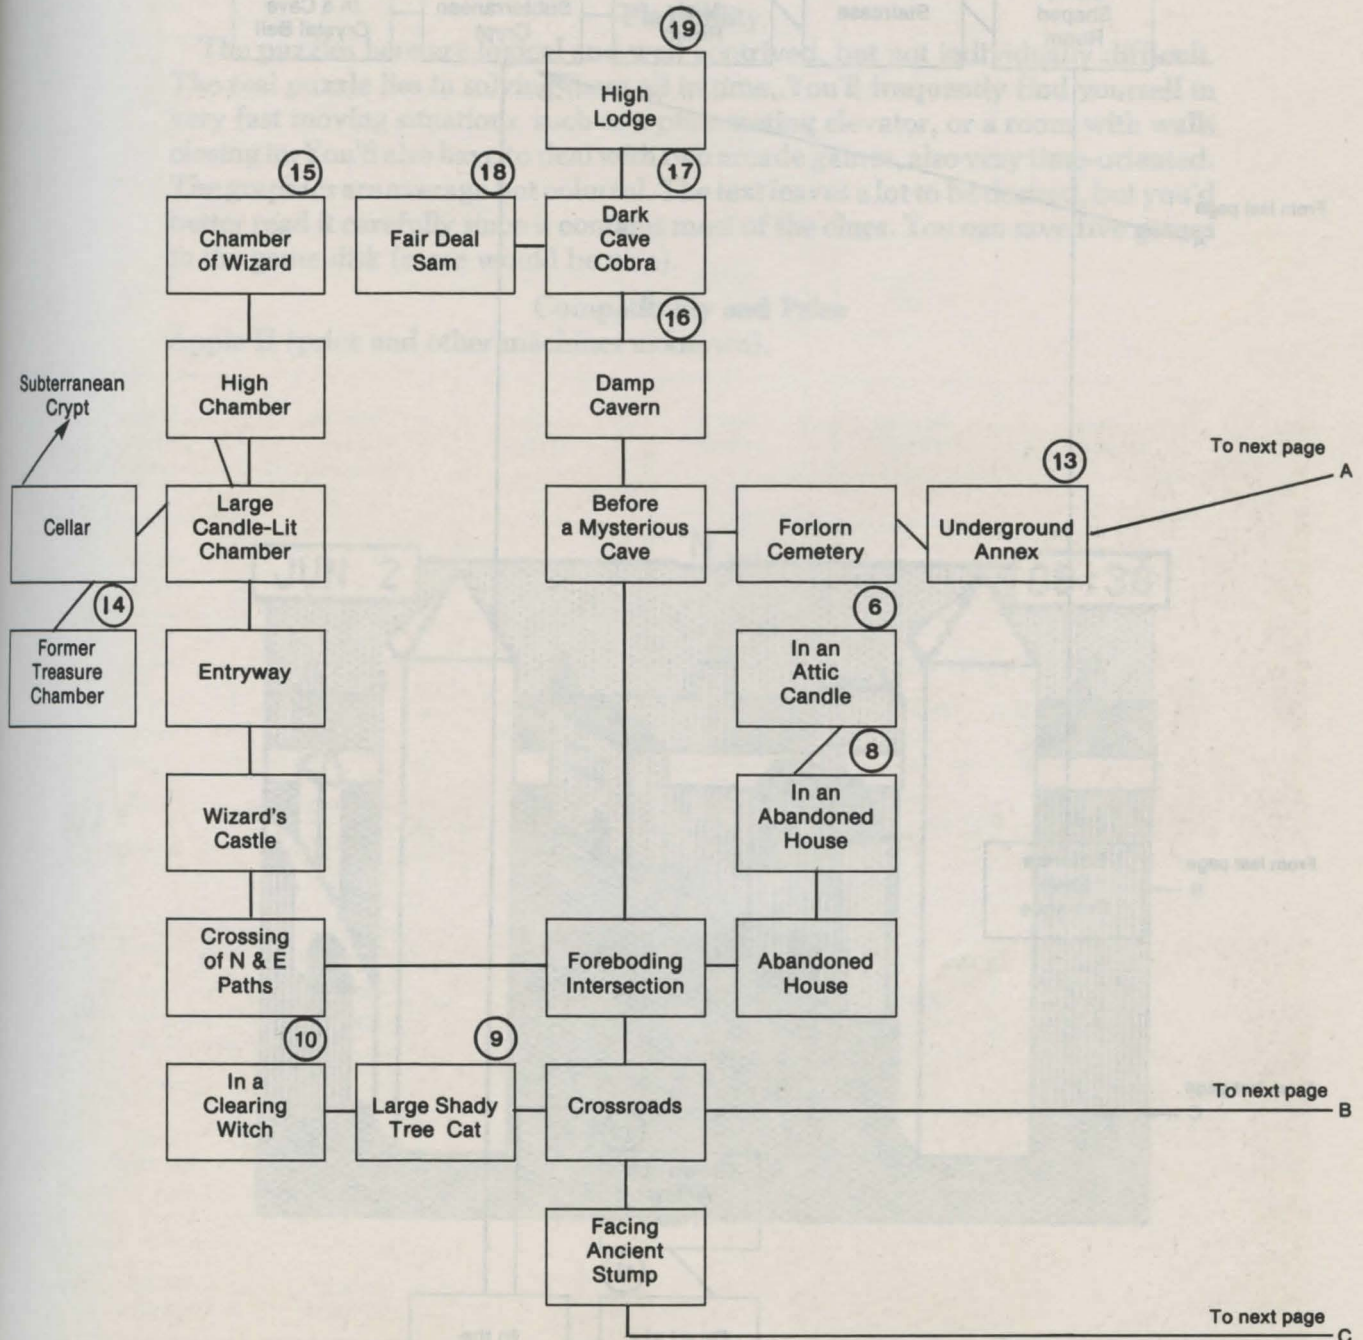 19
High
Lodge
15
18
17
Chamber
of Wizard
Fair Deal
Sam
Dark
Cave
Cobra
16
Subterranean
Crypt
High
Chamber
Damp
Cavern
13
To next page
A
Cellar
Large
Candle-Lit
Chamber
Before
a Mysterious
Cave
Forlorn
Cemetery
Underground
Annex
14
6
Former
Treasure
Chamber
Entryway
In an
Attic
Candle
8
Wizard's
Castle
In an
Abandoned
House
Crossing
of N & E
Paths
Foreboding
Intersection
Abandoned
House
10
9
In a
Clearing
Witch
Large Shady
Tree Cat
Crossroads
To next page
B
Facing
Ancient
Stump
To next page
C